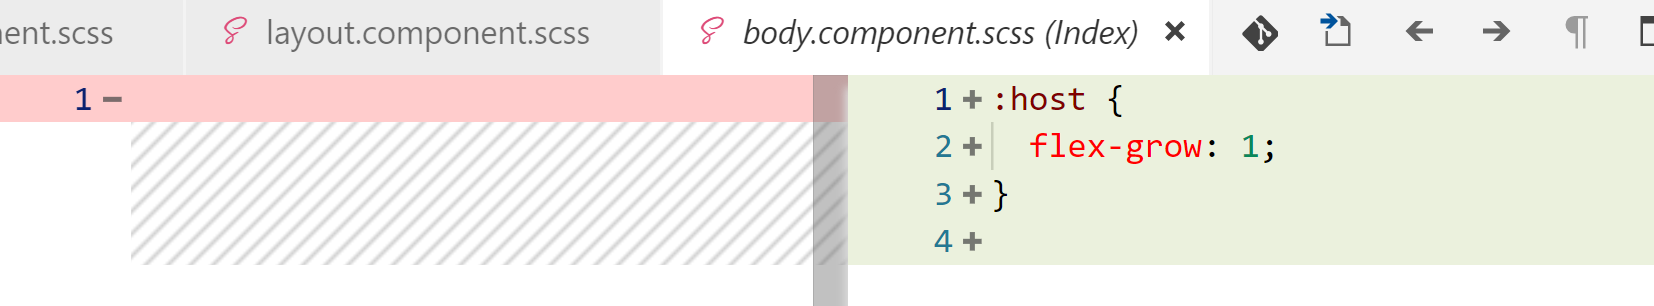 ent.scss layout.component.scss body.component.scss (Index)
1 − 1 + :host {
2 + flex-grow: 1;
3 + }
4 +